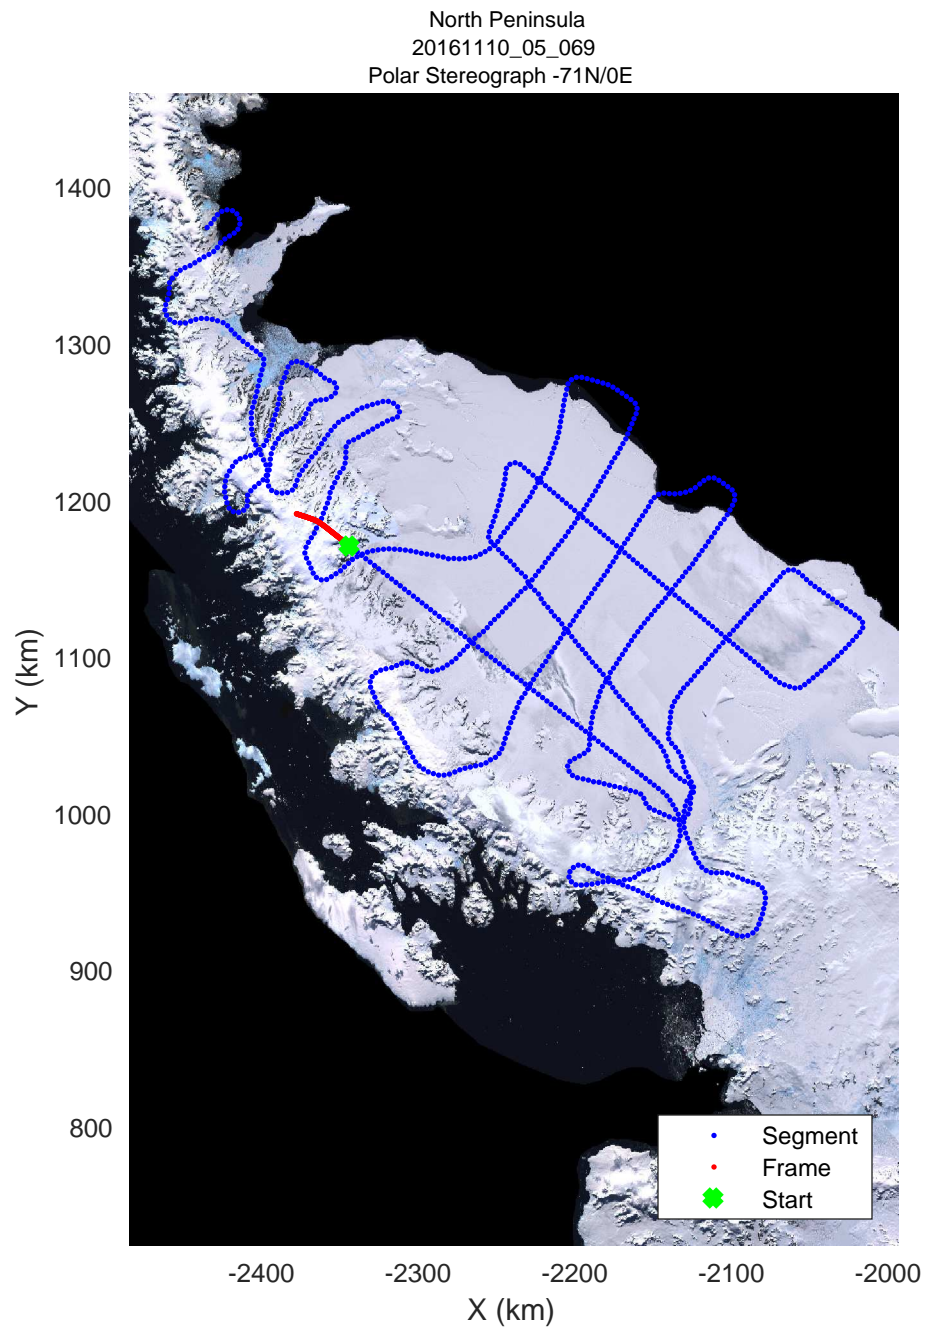 North Peninsula
20161110_05_069
Polar Stereograph -71N/0E
1400
1300
1200
1100
1000
900
800
Y (km)
Segment
Frame
Start
-2400
-2300
-2200
-2100
-2000
X (km)